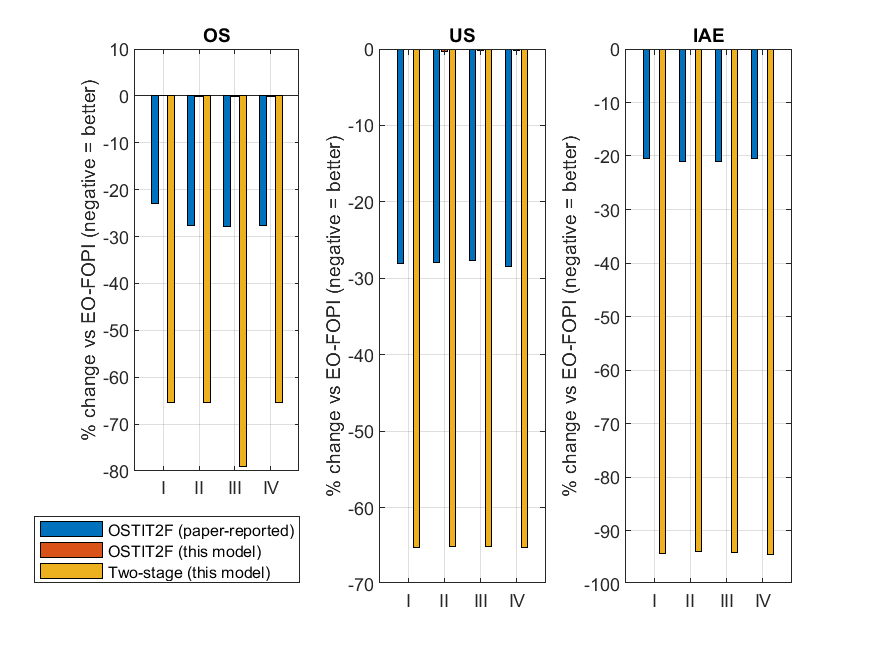 OS
% change vs EO-FOPI (negative = better)
10
0
-10
-20
-30
-40
-50
-60
-70
-80
I II III IV
US
% change vs EO-FOPI (negative = better)
0
-10
-20
-30
-40
-50
-60
-70
I II III IV
IAE
% change vs EO-FOPI (negative = better)
0
-10
-20
-30
-40
-50
-60
-70
-80
-90
-100
I II III IV
OSTIT2F (paper-reported)
OSTIT2F (this model)
Two-stage (this model)